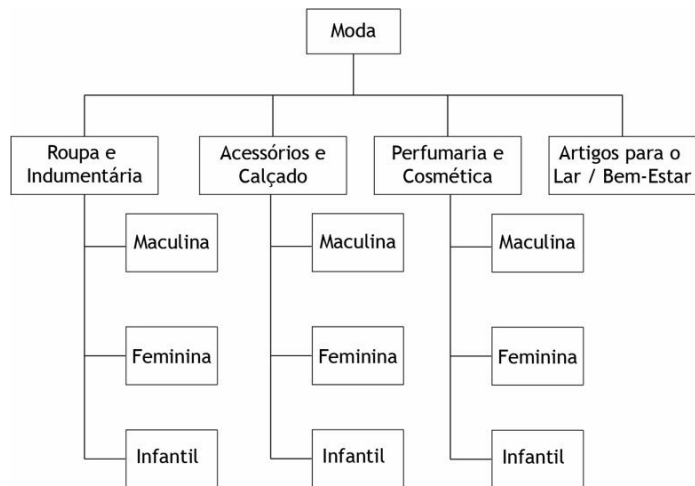 Moda
Roupa e
Indumentária
Acessórios e
Calçado
Perfumaria e
Cosmética
Artigos para o
Lar / Bem-Estar
Maculina
Maculina
Maculina
Feminina
Feminina
Feminina
Infantil
Infantil
Infantil